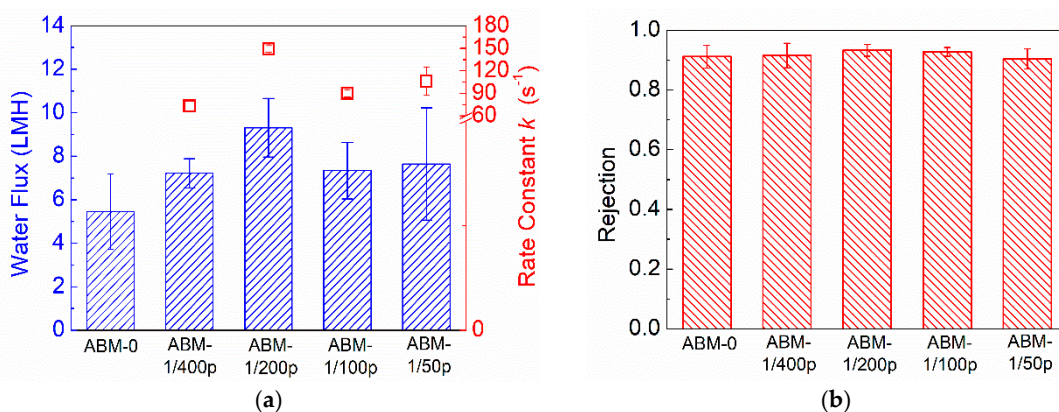 14
12
10
8
6
4
2
0
Water Flux (LMH)
180
150
120
90
60
0
Rate Constant k (s⁻¹)
ABM-0
ABM-
1/400p
ABM-
1/200p
ABM-
1/100p
ABM-
1/50p
(a)
1.0
0.8
0.6
0.4
0.2
0.0
Rejection
ABM-0
ABM-
1/400p
ABM-
1/200p
ABM-
1/100p
ABM-
1/50p
(b)